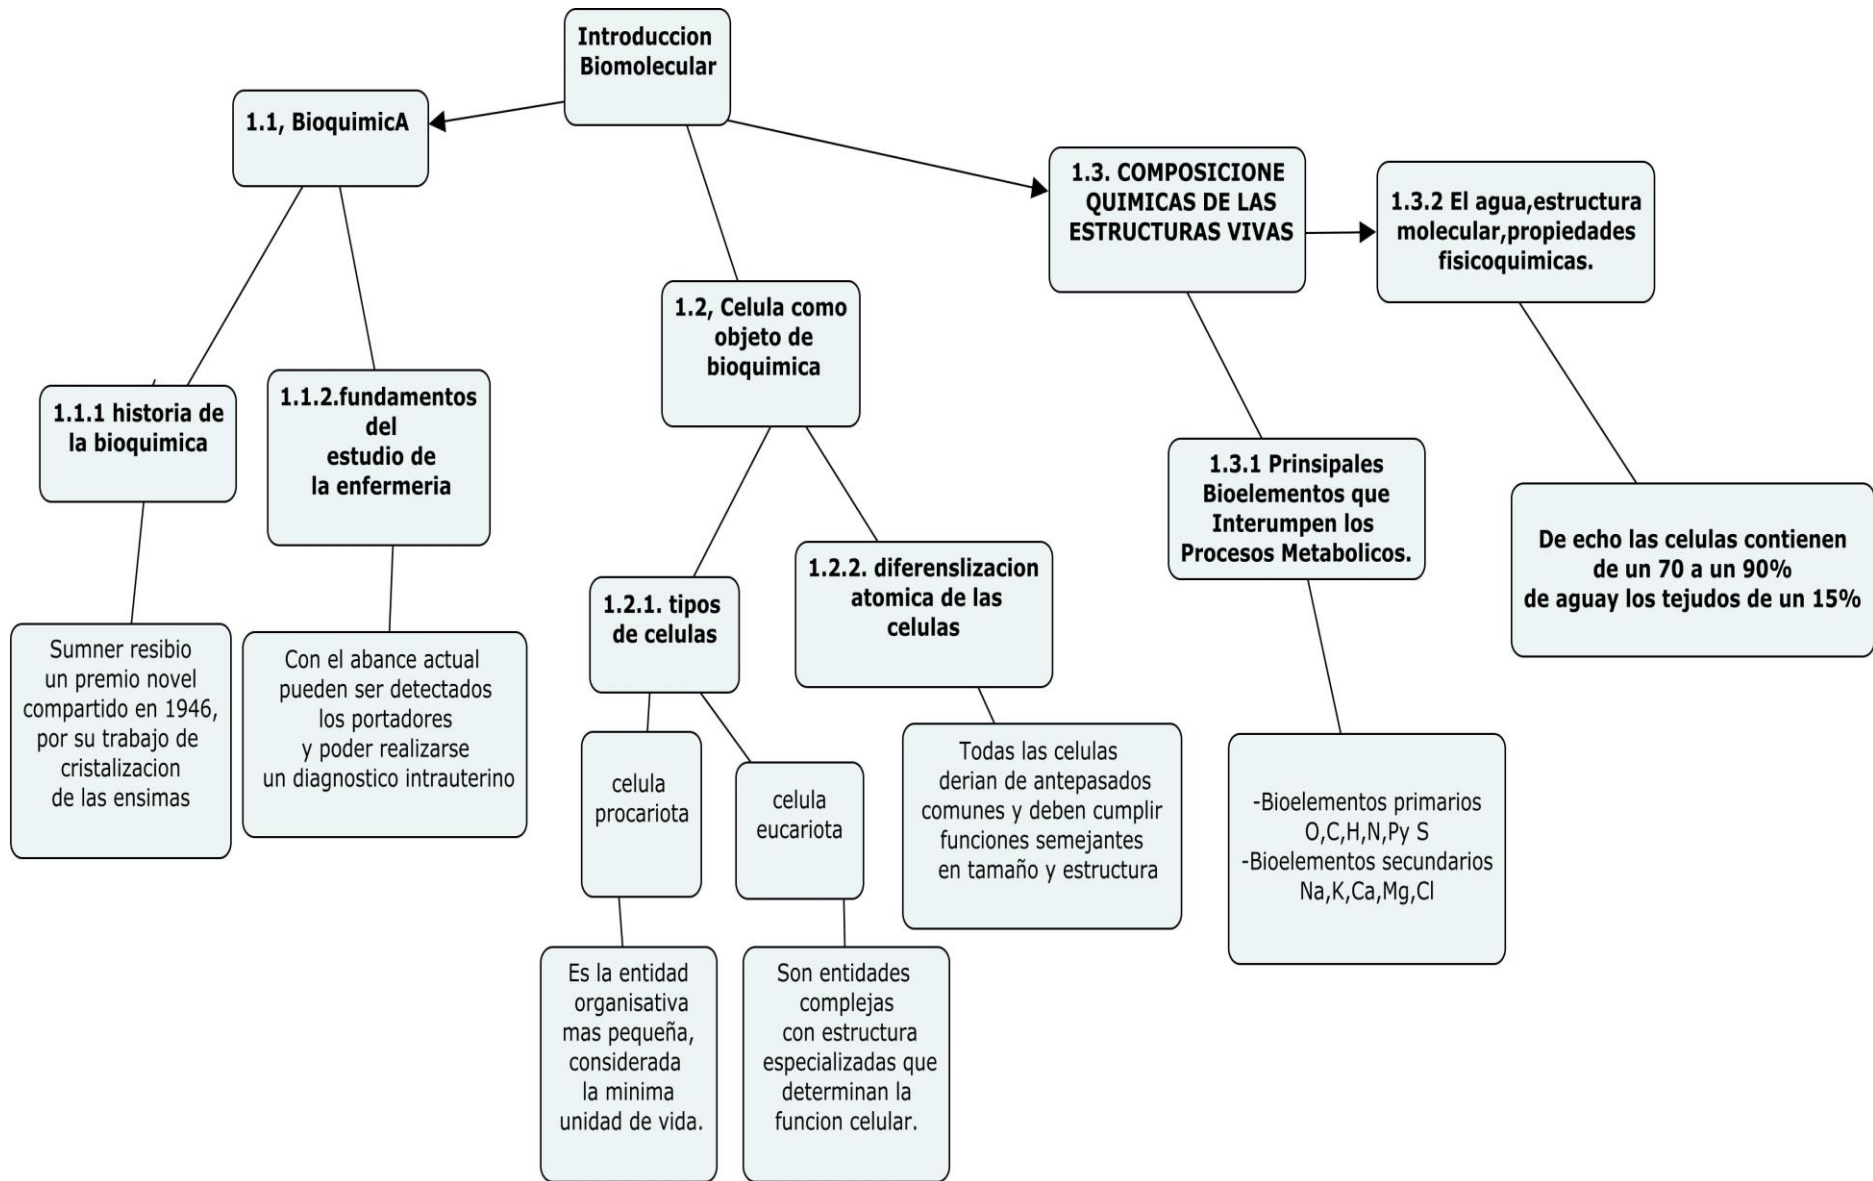 Introduccion
Biomolecular
1.1, BioquimicA
1.1.1 historia de
la bioquimica
Sumner resibio
un premio novel
compartido en 1946,
por su trabajo de
cristalizacion
de las ensimas
1.1.2.fundamentos
del
estudio de
la enfermeria
Con el abance actual
pueden ser detectados
los portadores
y poder realizarse
un diagnostico intrauterino
1.2, Celula como
objeto de
bioquimica
1.2.1. tipos
de celulas
celula
procariota
Es la entidad
organisativa
mas pequeña,
considerada
la minima
unidad de vida.
celula
eucariota
Son entidades
complejas
con estructura
especializadas que
determinan la
funcion celular.
1.2.2. diferenslizacion
atomica de las
celulas
Todas las celulas
derian de antepasados
comunes y deben cumplir
funciones semejantes
en tamaño y estructura
1.3. COMPOSICIONE
QUIMICAS DE LAS
ESTRUCTURAS VIVAS
1.3.1 Prinsipales
Bioelementos que
Interumpen los
Procesos Metabolicos.
-Bioelementos primarios
O,C,H,N,Py S
-Bioelementos secundarios
Na,K,Ca,Mg,Cl
1.3.2 El agua,estructura
molecular,propiedades
fisicoquimicas.
De echo las celulas contienen
de un 70 a un 90%
de aguay los tejudos de un 15%